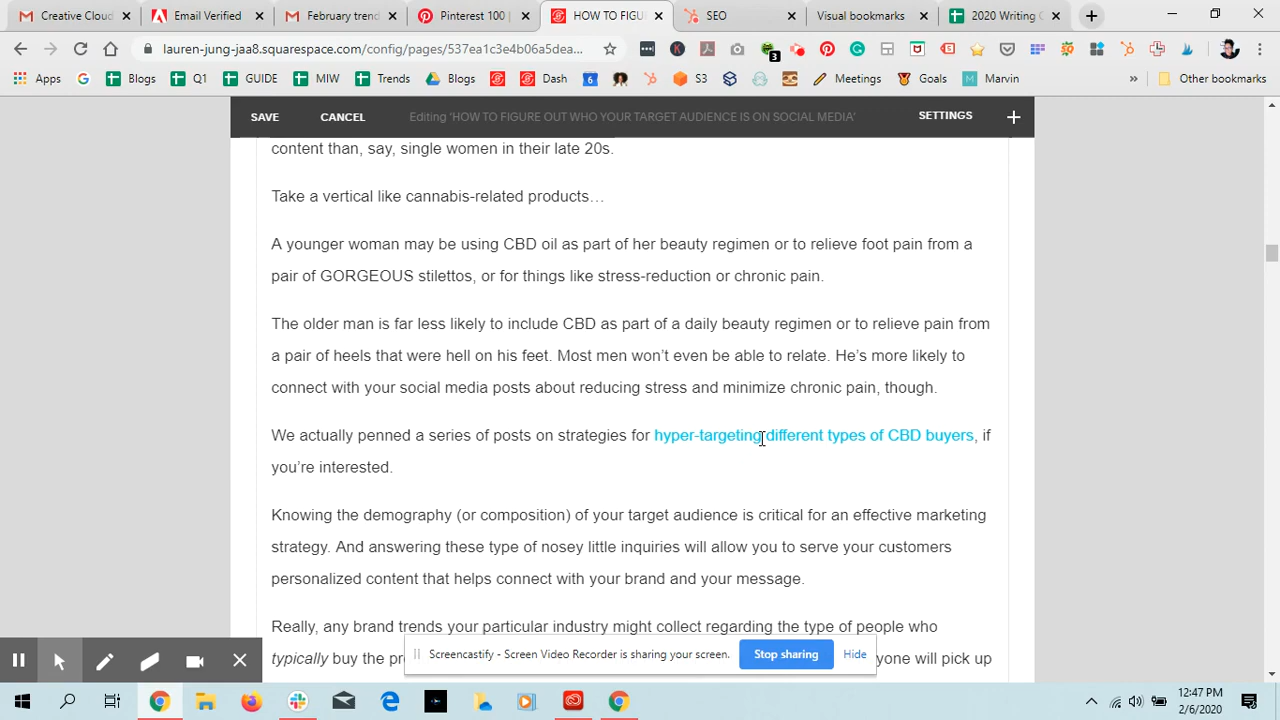 Creative Cloud
Email Verified
February trend
Pinterest 100
HOW TO FIGU
SEO
Visual bookmarks
2020 Writing C
lauren-jung-jaa8.squarespace.com/config/pages/537ea1c3e4b06a5dea...
3
Apps
Blogs
Q1
GUIDE
MIW
Trends
Blogs
Dash
6
S3
Meetings
Goals
Marvin
»
Other bookmarks
SAVE
CANCEL
Editing 'HOW TO FIGURE OUT WHO YOUR TARGET AUDIENCE IS ON SOCIAL MEDIA'
SETTINGS
content than, say, single women in their late 20s.
Take a vertical like cannabis-related products…
A younger woman may be using CBD oil as part of her beauty regimen or to relieve foot pain from a
pair of GORGEOUS stilettos, or for things like stress-reduction or chronic pain.
The older man is far less likely to include CBD as part of a daily beauty regimen or to relieve pain from
a pair of heels that were hell on his feet. Most men won’t even be able to relate. He’s more likely to
connect with your social media posts about reducing stress and minimize chronic pain, though.
We actually penned a series of posts on strategies for hyper-targeting different types of CBD buyers, if
you’re interested.
Knowing the demography (or composition) of your target audience is critical for an effective marketing
strategy. And answering these type of nosey little inquiries will allow you to serve your customers
personalized content that helps connect with your brand and your message.
Really, any brand trends your particular industry might collect regarding the type of people who
typically buy the pr
yone will pick up
Screencastify - Screen Video Recorder is sharing your screen.
Stop sharing
Hide
12:47 PM
2/6/2020